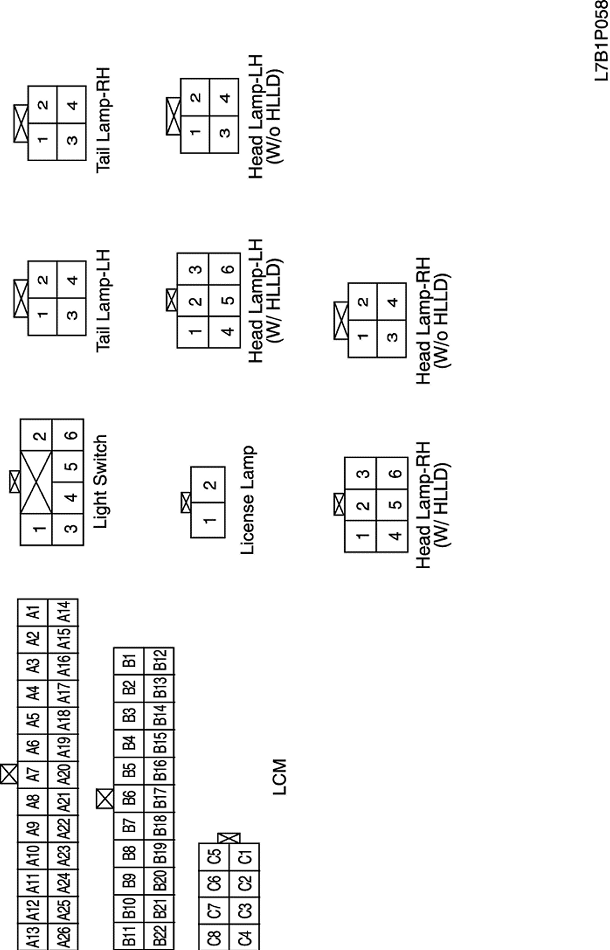 A13 A12 A11 A10 A9 A8 A7 A6 A5 A4 A3 A2 A1
A26 A25 A24 A23 A22 A21 A20 A19 A18 A17 A16 A15 A14
B11 B10 B9 B8 B7 B6 B5 B4 B3 B2 B1
B22 B21 B20 B19 B18 B17 B16 B15 B14 B13 B12
C8 C7 C6 C5
C4 C3 C2 C1
LCM
1 2
3 4 5 6
Light Switch
1 2
3 4
Tail Lamp-LH
1 2
3 4
Tail Lamp-RH
1 2
License Lamp
1 2 3
4 5 6
Head Lamp-LH
(W/ HLLD)
1 2
3 4
Head Lamp-LH
(W/o HLLD)
1 2 3
4 5 6
Head Lamp-RH
(W/ HLLD)
1 2
3 4
Head Lamp-RH
(W/o HLLD)
L7B1P058